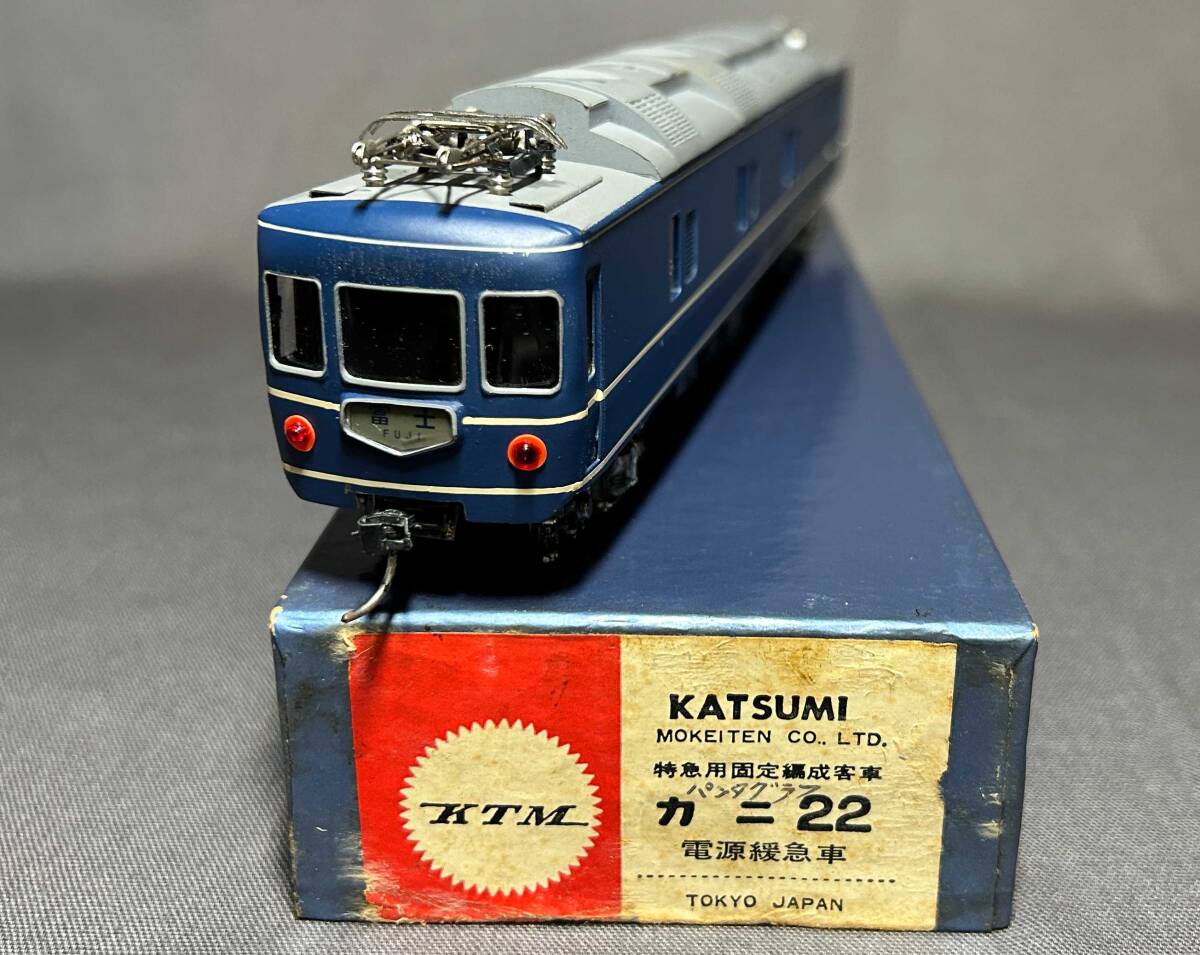 富士
FUJI
KTM
KATSUMI
MOKEITEN CO., LTD.
特急用固定編成客車
パンタグラフ
カニ22
電源緩急車
TOKYO JAPAN